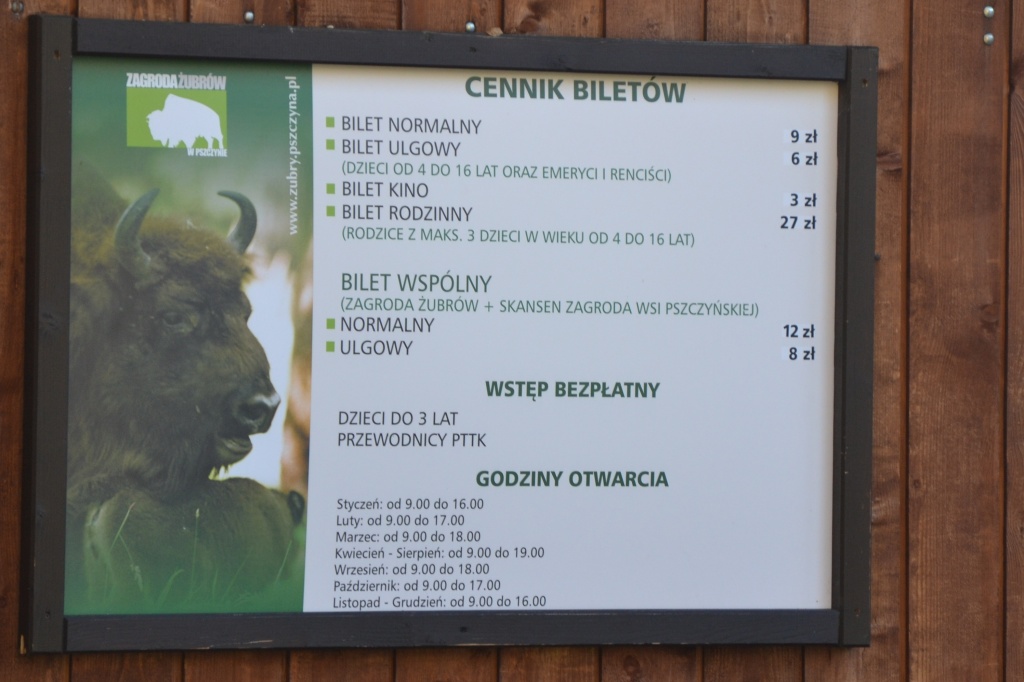 ZAGRODAŻUBRÓW
W PSZCZYNIE
www.zubry.pszczyna.pl
CENNIK BILETÓW
BILET NORMALNY 9 zł
BILET ULGOWY 6 zł
(DZIECI OD 4 DO 16 LAT ORAZ EMERYCI I RENCIŚCI)
BILET KINO 3 zł
BILET RODZINNY 27 zł
(RODZICE Z MAKS. 3 DZIECI W WIEKU OD 4 DO 16 LAT)
BILET WSPÓLNY
(ZAGRODA ŻUBRÓW + SKANSEN ZAGRODA WSI PSZCZYŃSKIEJ)
NORMALNY 12 zł
ULGOWY 8 zł
WSTĘP BEZPŁATNY
DZIECI DO 3 LAT
PRZEWODNICY PTTK
GODZINY OTWARCIA
Styczeń: od 9.00 do 16.00
Luty: od 9.00 do 17.00
Marzec: od 9.00 do 18.00
Kwiecień - Sierpień: od 9.00 do 19.00
Wrzesień: od 9.00 do 18.00
Październik: od 9.00 do 17.00
Listopad - Grudzień: od 9.00 do 16.00